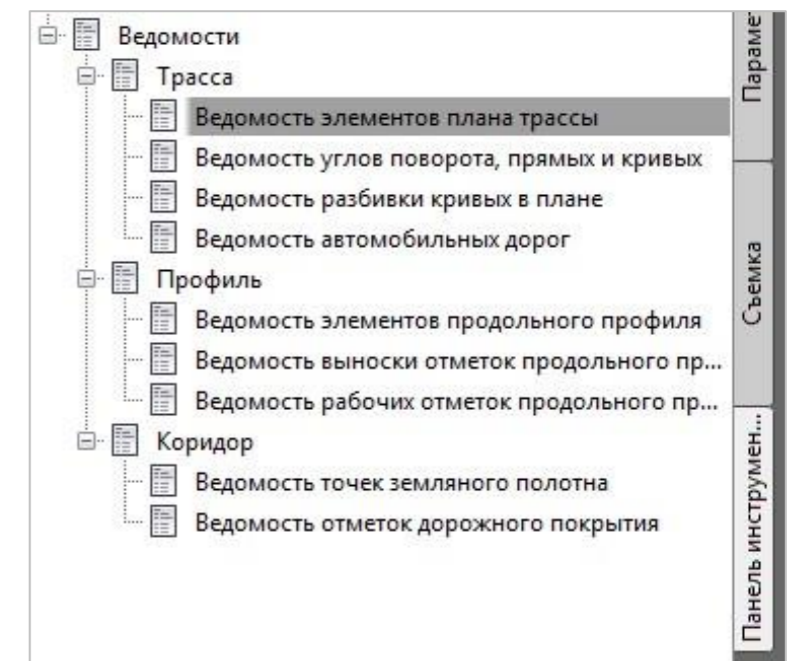 Ведомости
Трасса
Ведомость элементов плана трассы
Ведомость углов поворота, прямых и кривых
Ведомость разбивки кривых в плане
Ведомость автомобильных дорог
Профиль
Ведомость элементов продольного профиля
Ведомость выноски отметок продольного пр...
Ведомость рабочих отметок продольного пр...
Коридор
Ведомость точек земляного полотна
Ведомость отметок дорожного покрытия
Параме
Съемка
Панель инструмен...